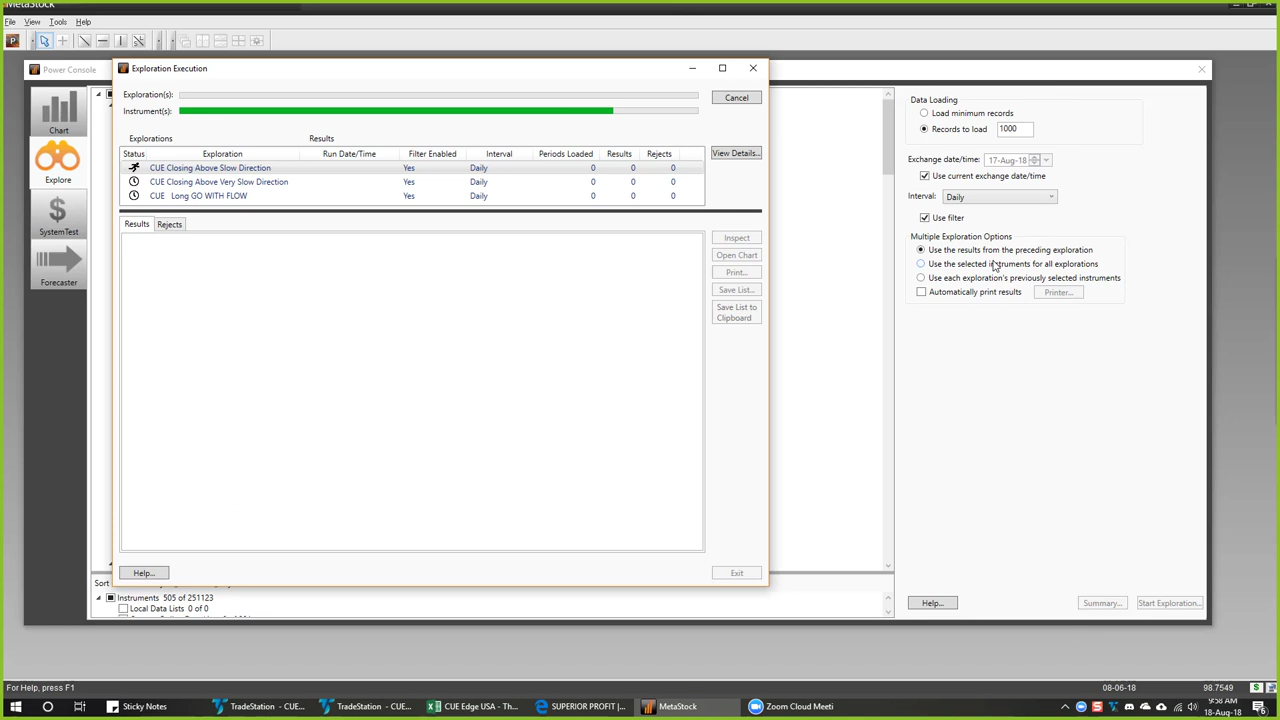 MetaStock
File View Tools Help
P
Power Console
Exploration Execution
Exploration(s):
Cancel
Instrument(s):
Explorations Results
Status Exploration Run Date/Time Filter Enabled Interval Periods Loaded Results Rejects
View Details...
CUE Closing Above Slow Direction Yes Daily 0 0 0
CUE Closing Above Very Slow Direction Yes Daily 0 0 0
CUE Long GO WITH FLOW Yes Daily 0 0 0
Results Rejects
Inspect
Open Chart
Print...
Save List...
Save List to
Clipboard
Help...
Exit
Chart
Explore
SystemTest
Forecaster
Sort
Instruments 505 of 251123
Local Data Lists 0 of 0
Data Loading
Load minimum records
Records to load 1000
Exchange date/time: 17-Aug-18
Use current exchange date/time
Interval: Daily
Use filter
Multiple Exploration Options
Use the results from the preceding exploration
Use the selected instruments for all explorations
Use each exploration's previously selected instruments
Automatically print results Printer...
Help...
Summary...
Start Exploration...
For Help, press F1
08-06-18
98.7549
$
Sticky Notes
TradeStation - CUE...
TradeStation - CUE...
CUE Edge USA - Th...
SUPERIOR PROFIT |...
MetaStock
Zoom Cloud Meeti
9:58 AM
18-Aug-18
6